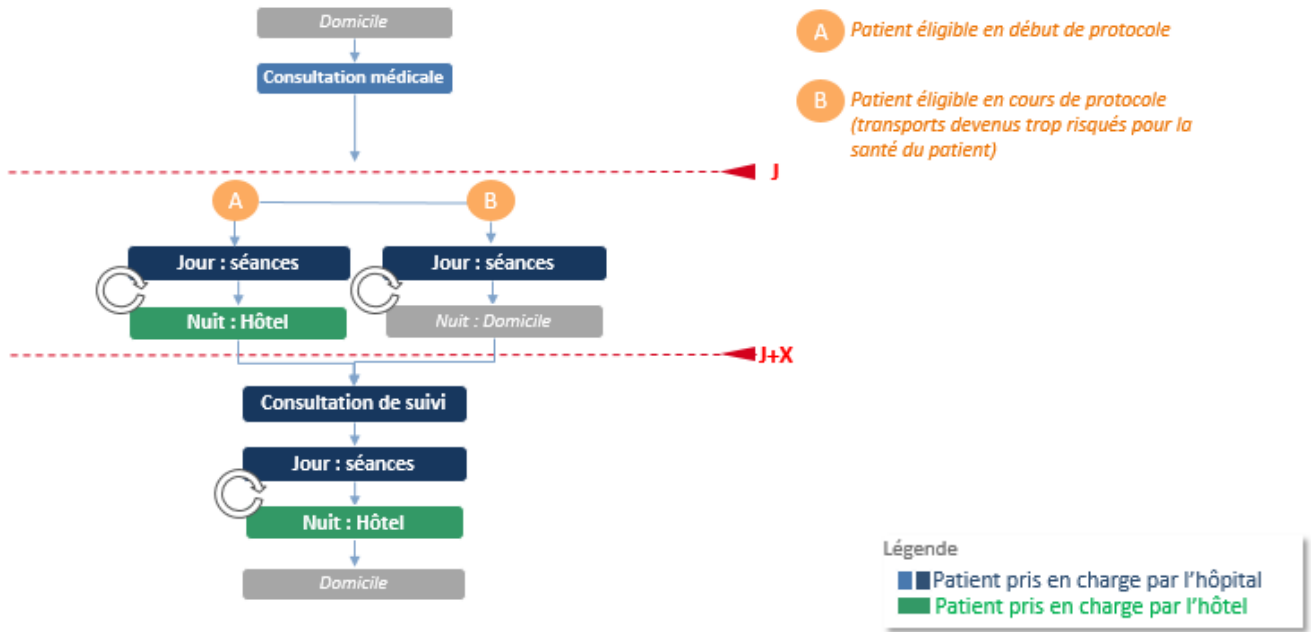 Domicile
Consultation médicale
A Patient éligible en début de protocole
B Patient éligible en cours de protocole
(transports devenus trop risqués pour la
santé du patient)
J
A B
Jour : séances Jour : séances
Nuit : Hôtel Nuit : Domicile
J+X
Consultation de suivi
Jour : séances
Nuit : Hôtel
Domicile
Légende
Patient pris en charge par l'hôpital
Patient pris en charge par l'hôtel